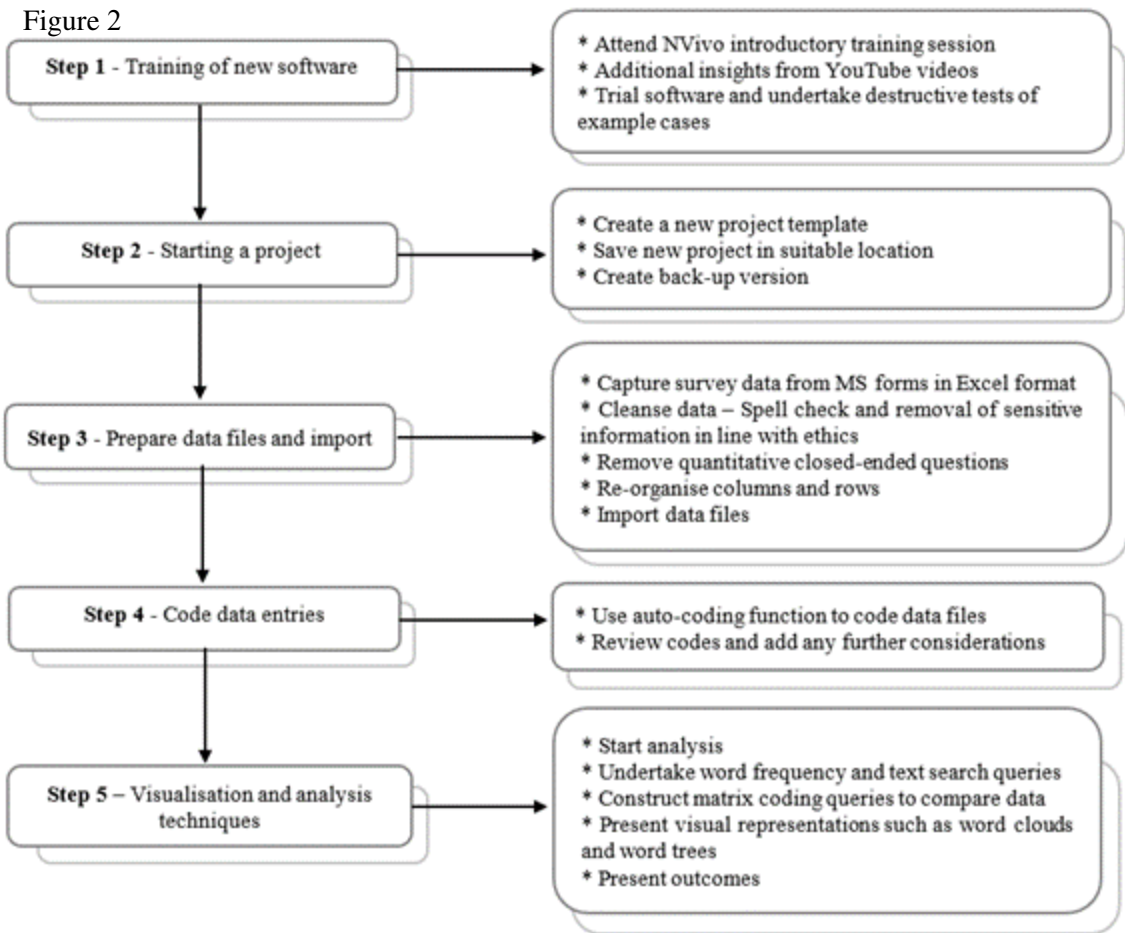 Figure 2
Step 1 - Training of new software
* Attend NVivo introductory training session
* Additional insights from YouTube videos
* Trial software and undertake destructive tests of
example cases
Step 2 - Starting a project
* Create a new project template
* Save new project in suitable location
* Create back-up version
Step 3 - Prepare data files and import
* Capture survey data from MS forms in Excel format
* Cleanse data – Spell check and removal of sensitive
information in line with ethics
* Remove quantitative closed-ended questions
* Re-organise columns and rows
* Import data files
Step 4 - Code data entries
* Use auto-coding function to code data files
* Review codes and add any further considerations
Step 5 – Visualisation and analysis
techniques
* Start analysis
* Undertake word frequency and text search queries
* Construct matrix coding queries to compare data
* Present visual representations such as word clouds
and word trees
* Present outcomes